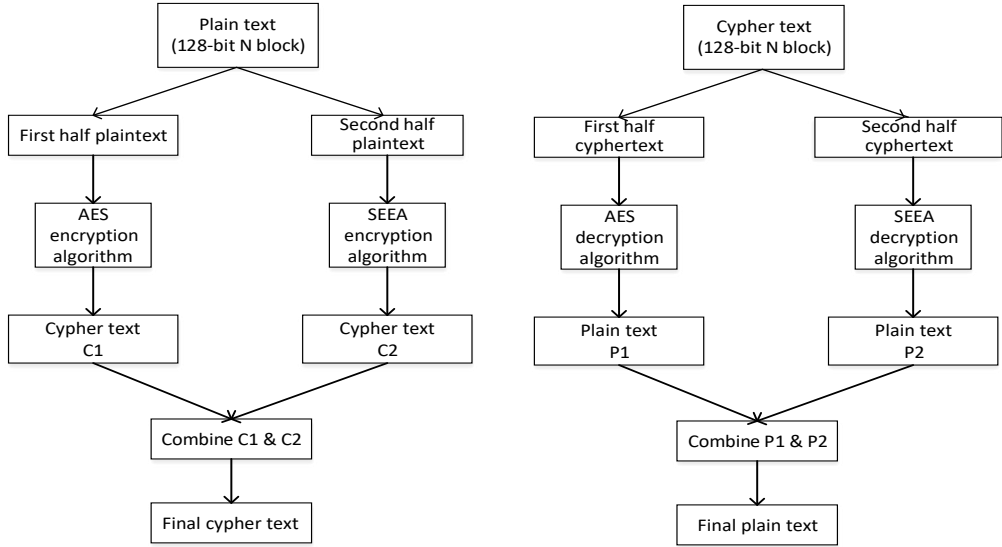 Plain text
(128-bit N block)
First half plaintext
Second half
plaintext
AES
encryption
algorithm
SEEA
encryption
algorithm
Cypher text
C1
Cypher text
C2
Combine C1 & C2
Final cypher text
Cypher text
(128-bit N block)
First half
cyphertext
Second half
cyphertext
AES
decryption
algorithm
SEEA
decryption
algorithm
Plain text
P1
Plain text
P2
Combine P1 & P2
Final plain text